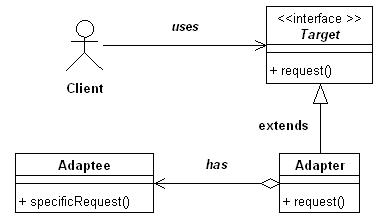 <<interface >>
uses
Target
+ request()
Client
extends
Adaptee
has
Adapter
+ specificRequest()
+ request()